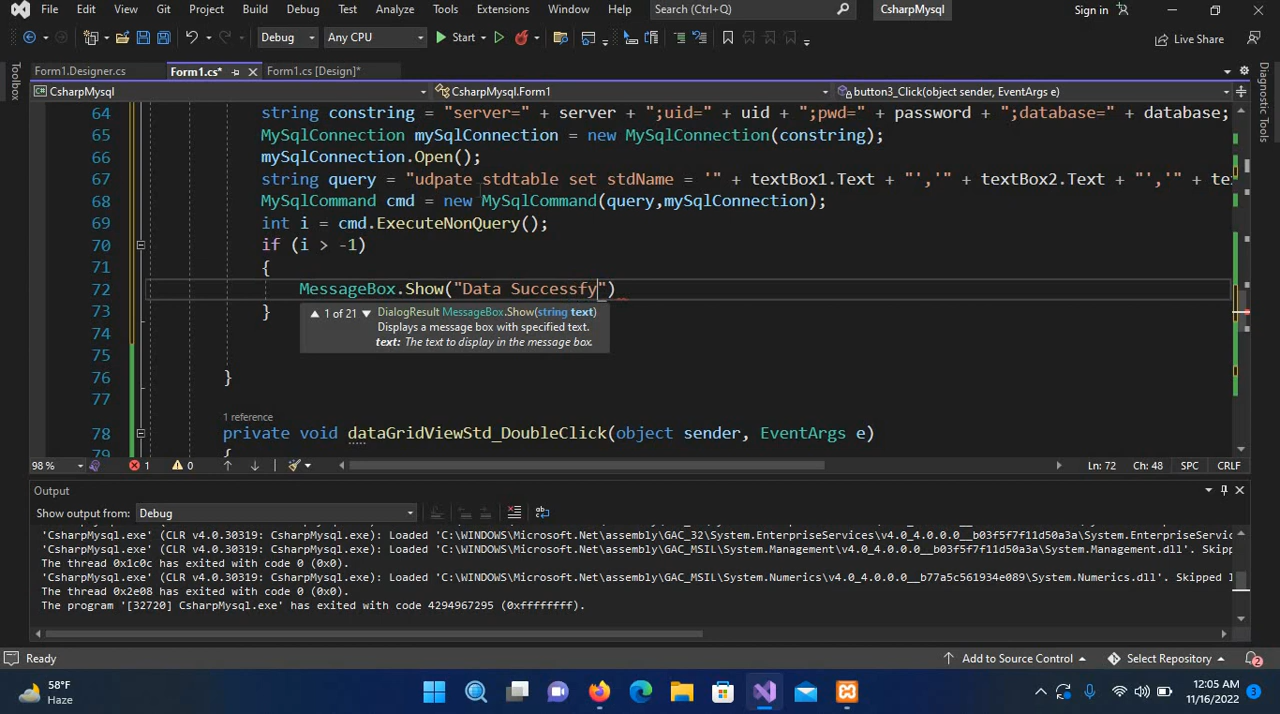 File Edit View Git Project Build Debug Test Analyze Tools Extensions Window Help Search (Ctrl+Q) CsharpMysql Sign in
Debug Any CPU Start Live Share
Toolbox
Diagnostic Tools
Form1.Designer.cs Form1.cs* Form1.cs [Design]*
CsharpMysql CsharpMysql.Form1 button3_Click(object sender, EventArgs e)
64 string constring = "server=" + server + ";uid=" + uid + ";pwd=" + password + ";database=" + database;
65 MySqlConnection mySqlConnection = new MySqlConnection(constring);
66 mySqlConnection.Open();
67 string query = "udpate stdtable set stdName = '" + textBox1.Text + "','" + textBox2.Text + "','" + te
68 MySqlCommand cmd = new MySqlCommand(query,mySqlConnection);
69 int i = cmd.ExecuteNonQuery();
70 if (i > -1)
71 {
72 MessageBox.Show("Data Successfy")
73 }
▲ 1 of 21 ▼ DialogResult MessageBox.Show(string text)
Displays a message box with specified text.
text: The text to display in the message box.
74
75
76 }
77
1 reference
78 private void dataGridViewStd_DoubleClick(object sender, EventArgs e)
79 {
98 % 1 0 Ln: 72 Ch: 48 SPC CRLF
Output
Show output from: Debug
'CsharpMysql.exe' (CLR v4.0.30319: CsharpMysql.exe): Loaded 'C:\WINDOWS\Microsoft.Net\assembly\GAC_32\System.EnterpriseServices\v4.0_4.0.0.0__b03f5f7f11d50a3a\System.EnterpriseServ
'CsharpMysql.exe' (CLR v4.0.30319: CsharpMysql.exe): Loaded 'C:\WINDOWS\Microsoft.Net\assembly\GAC_MSIL\System.Management\v4.0_4.0.0.0__b03f5f7f11d50a3a\System.Management.dll'. Skipp
The thread 0x1c0c has exited with code 0 (0x0).
'CsharpMysql.exe' (CLR v4.0.30319: CsharpMysql.exe): Loaded 'C:\WINDOWS\Microsoft.Net\assembly\GAC_MSIL\System.Numerics\v4.0_4.0.0.0__b77a5c561934e089\System.Numerics.dll'. Skipped l
The thread 0x2e08 has exited with code 0 (0x0).
The program '[32720] CsharpMysql.exe' has exited with code 4294967295 (0xffffffff).
Ready Add to Source Control Select Repository 2
58°F
Haze
12:05 AM
11/16/2022
3